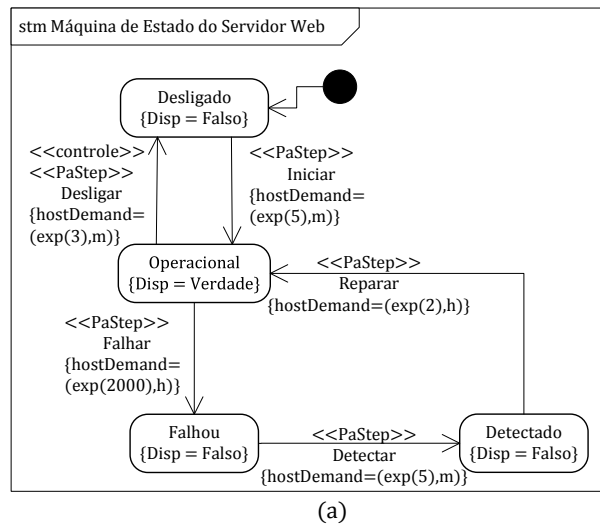 stm Máquina de Estado do Servidor Web
Desligado
{Disp = Falso}
<<controle>>
<<PaStep>>
Desligar
{hostDemand=
(exp(3),m)}
<<PaStep>>
Iniciar
{hostDemand=
(exp(5),m)}
Operacional
{Disp = Verdade}
<<PaStep>>
Reparar
{hostDemand=(exp(2),h)}
<<PaStep>>
Falhar
{hostDemand=
(exp(2000),h)}
Falhou
{Disp = Falso}
<<PaStep>>
Detectar
{hostDemand=(exp(5),m)}
Detectado
{Disp = Falso}
(a)